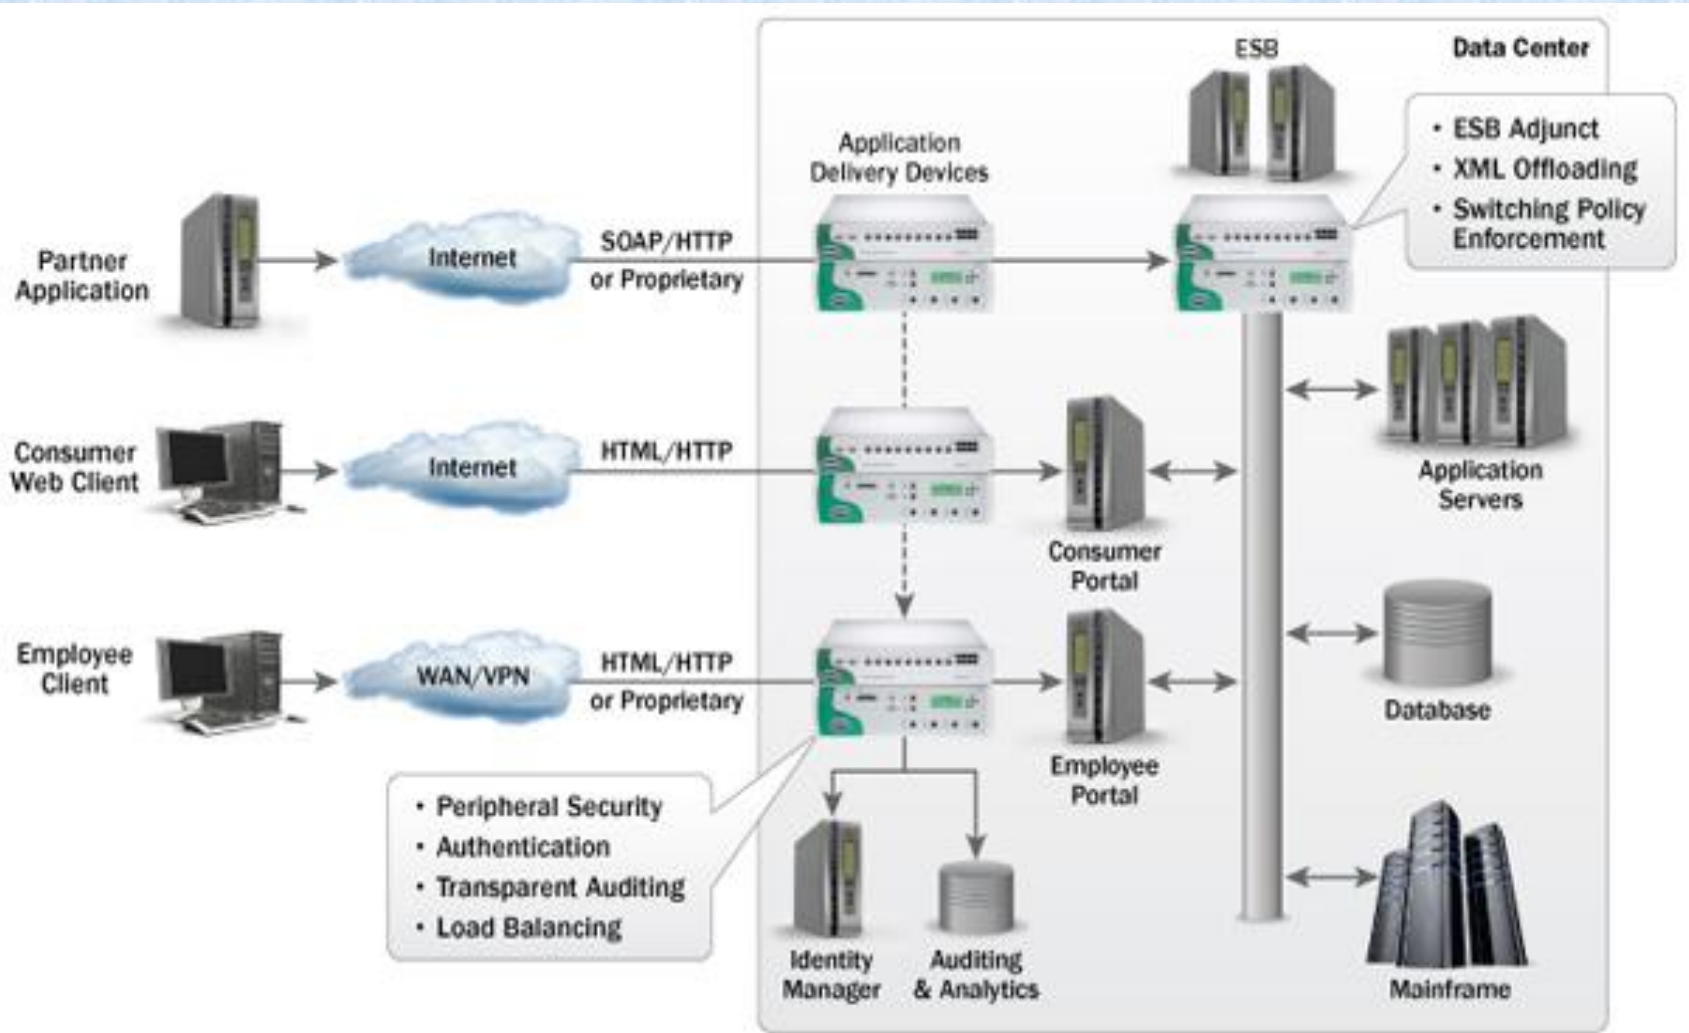 ESB
Data Center
• ESB Adjunct
• XML Offloading
• Switching Policy
Enforcement
Application
Delivery Devices
Partner
Application
Internet
SOAP/HTTP
or Proprietary
Application
Servers
Consumer
Web Client
Internet
HTML/HTTP
Consumer
Portal
Employee
Client
WAN/VPN
HTML/HTTP
or Proprietary
Employee
Portal
Database
• Peripheral Security
• Authentication
• Transparent Auditing
• Load Balancing
Identity
Manager
Auditing
& Analytics
Mainframe